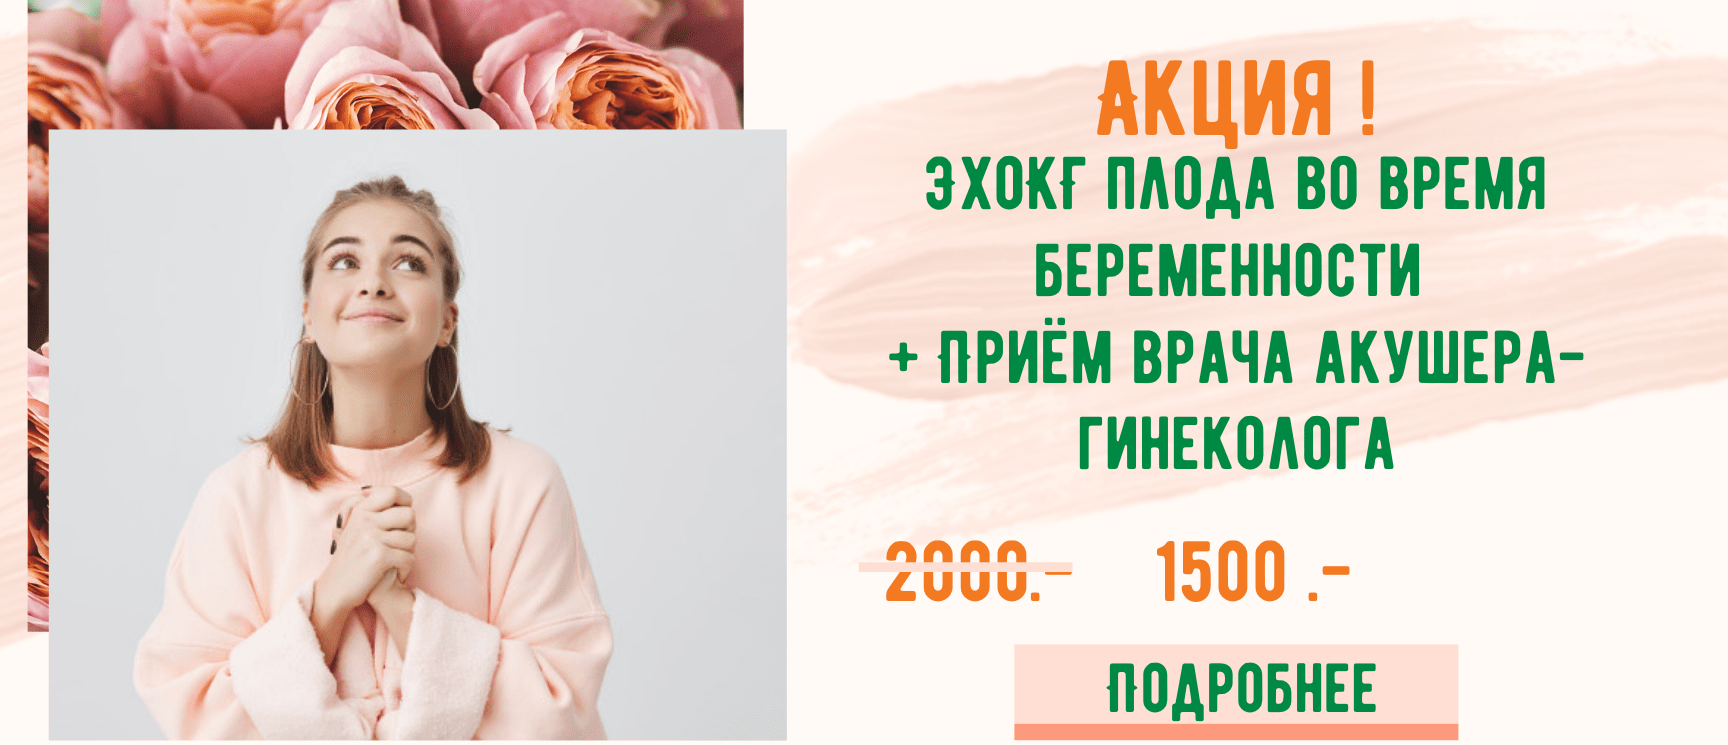 АКЦИЯ !
ЭХОКГ ПЛОДА ВО ВРЕМЯ
БЕРЕМЕННОСТИ
+ ПРИЁМ ВРАЧА АКУШЕРА-
ГИНЕКОЛОГА
2000.- 1500 .-
ПОДРОБНЕЕ